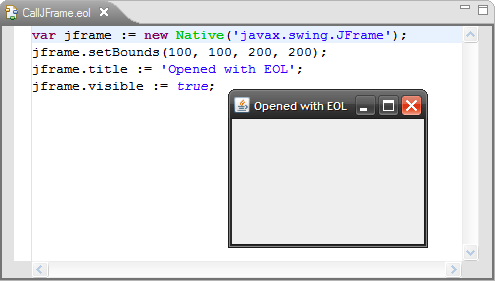 CallJFrame.eol
var jframe := new Native('javax.swing.JFrame');
jframe.setBounds(100, 100, 200, 200);
jframe.title := 'Opened with EOL';
jframe.visible := true;
Opened with EOL